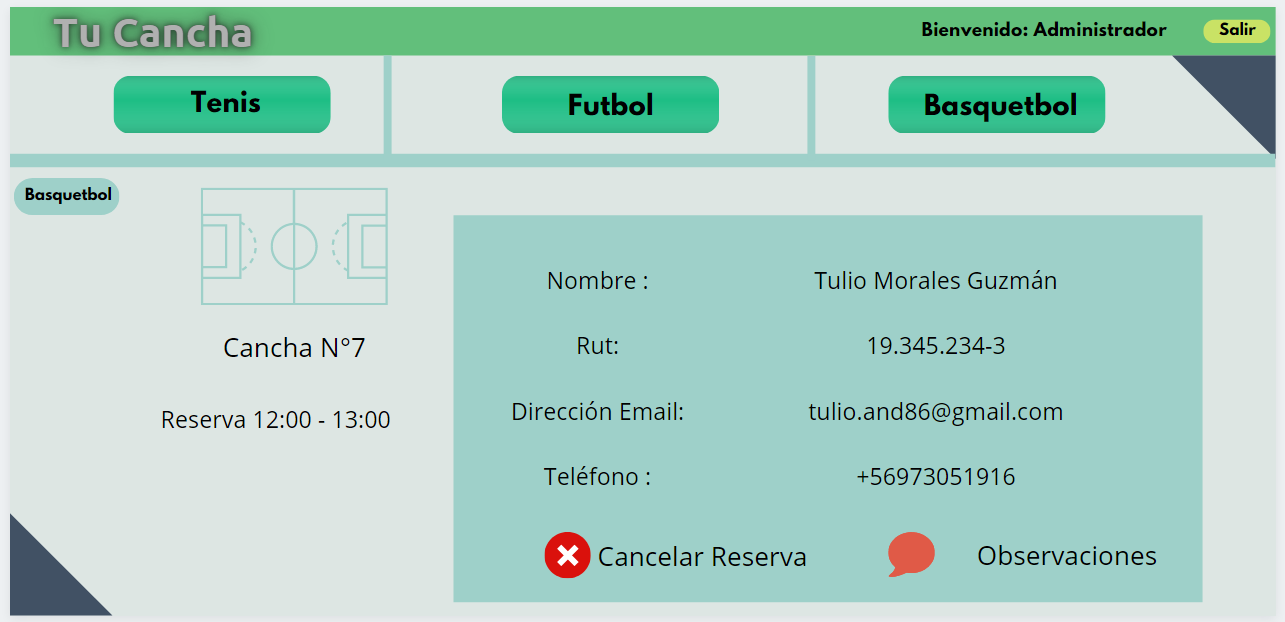 Tu Cancha
Bienvenido: Administrador
Salir
Tenis
Futbol
Basquetbol
Basquetbol
Cancha N°7
Reserva 12:00 - 13:00
Nombre : Tulio Morales Guzmán
Rut: 19.345.234-3
Dirección Email: tulio.and86@gmail.com
Teléfono : +56973051916
Cancelar Reserva
Observaciones